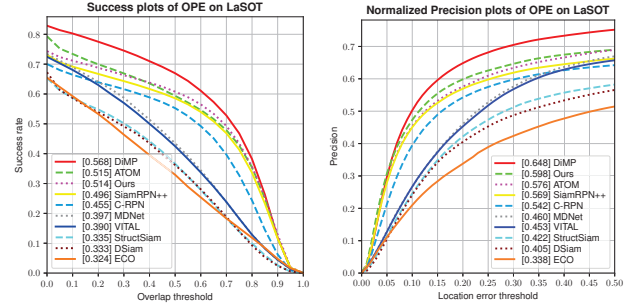 Success plots of OPE on LaSOT
0.8
0.7
0.6
0.5
0.4
0.3
0.2
0.1
0.0
Success rate
[0.568] DiMP
[0.515] ATOM
[0.514] Ours
[0.496] SiamRPN++
[0.455] C-RPN
[0.397] MDNet
[0.390] VITAL
[0.335] StructSiam
[0.333] DSiam
[0.324] ECO
0.0 0.1 0.2 0.3 0.4 0.5 0.6 0.7 0.8 0.9 1.0
Overlap threshold
Normalized Precision plots of OPE on LaSOT
0.7
0.6
0.5
0.4
0.3
0.2
0.1
0.0
Precision
[0.648] DiMP
[0.598] Ours
[0.576] ATOM
[0.569] SiamRPN++
[0.542] C-RPN
[0.460] MDNet
[0.453] VITAL
[0.422] StructSiam
[0.405] DSiam
[0.338] ECO
0.00 0.05 0.10 0.15 0.20 0.25 0.30 0.35 0.40 0.45 0.50
Location error threshold